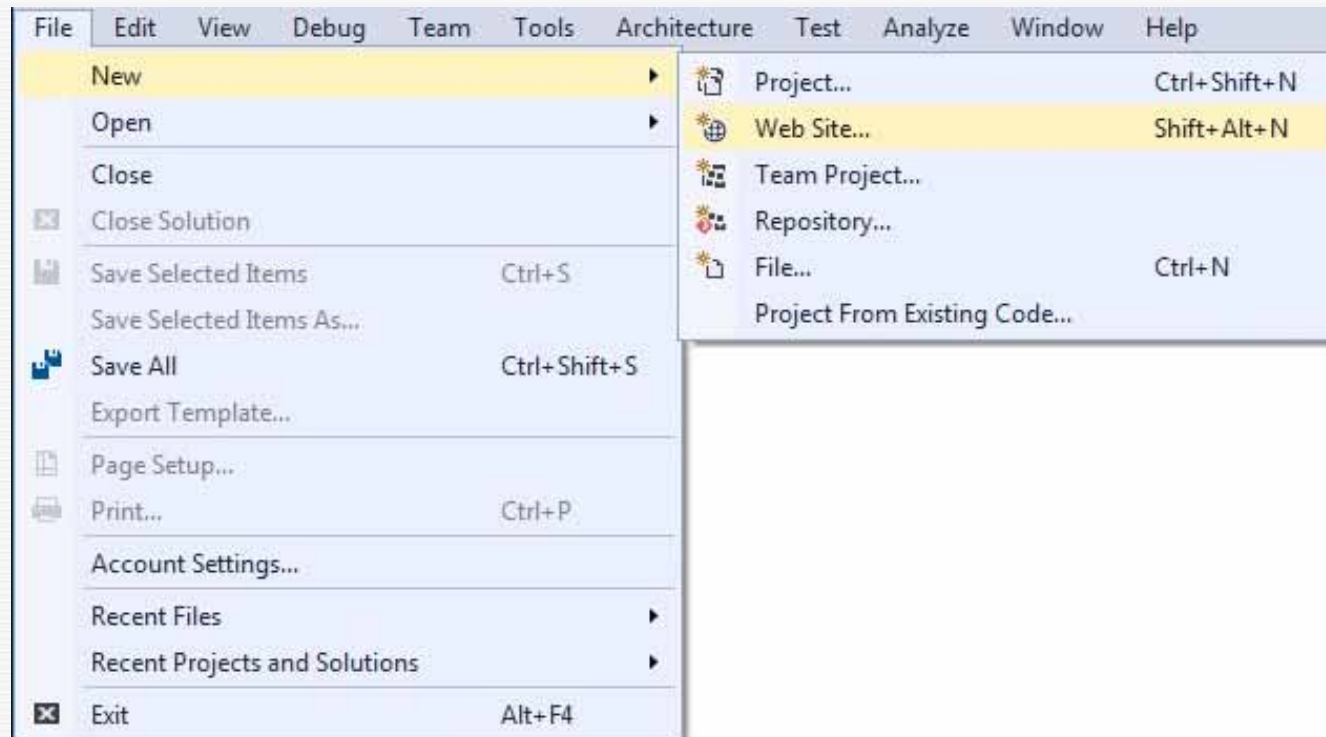 File Edit View Debug Team Tools Architecture Test Analyze Window Help
New
Open
Close
Close Solution
Save Selected Items Ctrl+S
Save Selected Items As...
Save All Ctrl+Shift+S
Export Template...
Page Setup...
Print... Ctrl+P
Account Settings...
Recent Files
Recent Projects and Solutions
Exit Alt+F4
Project... Ctrl+Shift+N
Web Site... Shift+Alt+N
Team Project...
Repository...
File... Ctrl+N
Project From Existing Code...